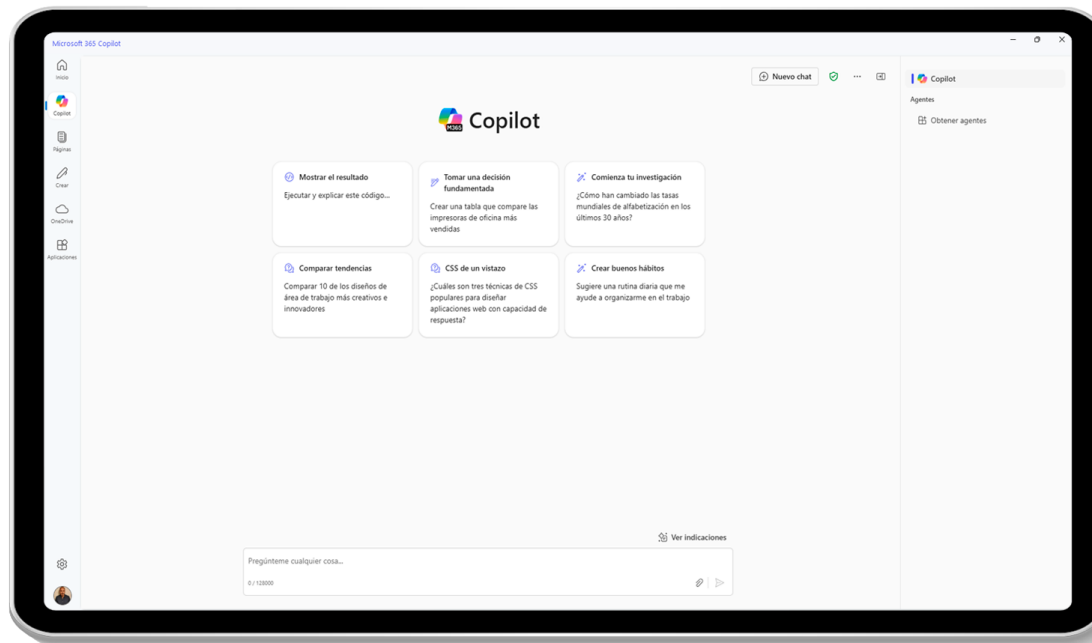 Microsoft 365 Copilot
Inicio
Copilot
Páginas
Crear
OneDrive
Aplicaciones
Nuevo chat
M365
Copilot
Mostrar el resultado
Ejecutar y explicar este código...
Tomar una decisión
fundamentada
Crear una tabla que compare las
impresoras de oficina más
vendidas
Comienza tu investigación
¿Cómo han cambiado las tasas
mundiales de alfabetización en los
últimos 30 años?
Comparar tendencias
Comparar 10 de los diseños de
área de trabajo más creativos e
innovadores
CSS de un vistazo
¿Cuáles son tres técnicas de CSS
populares para diseñar
aplicaciones web con capacidad de
respuesta?
Crear buenos hábitos
Sugiere una rutina diaria que me
ayude a organizarme en el trabajo
Ver indicaciones
Pregúnteme cualquier cosa...
0 / 128000
Copilot
Agentes
Obtener agentes